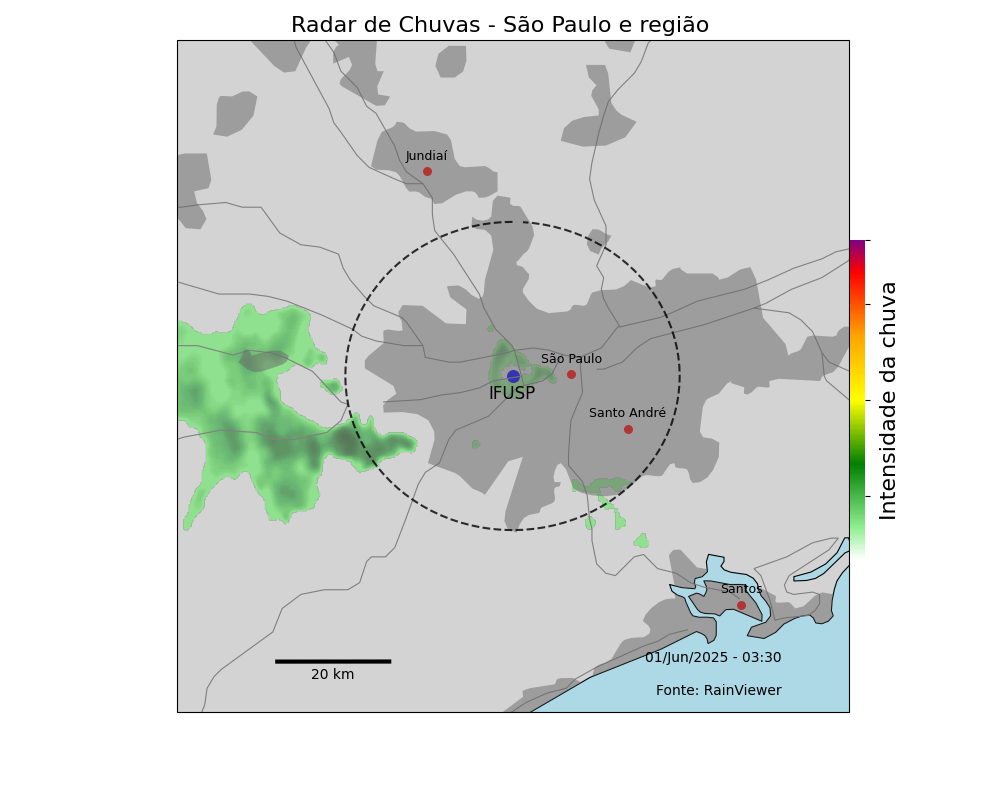 Radar de Chuvas - São Paulo e região
Jundiaí
São Paulo
IFUSP
Santo André
Intensidade da chuva
Santos
01/Jun/2025 - 03:30
20 km
Fonte: RainViewer